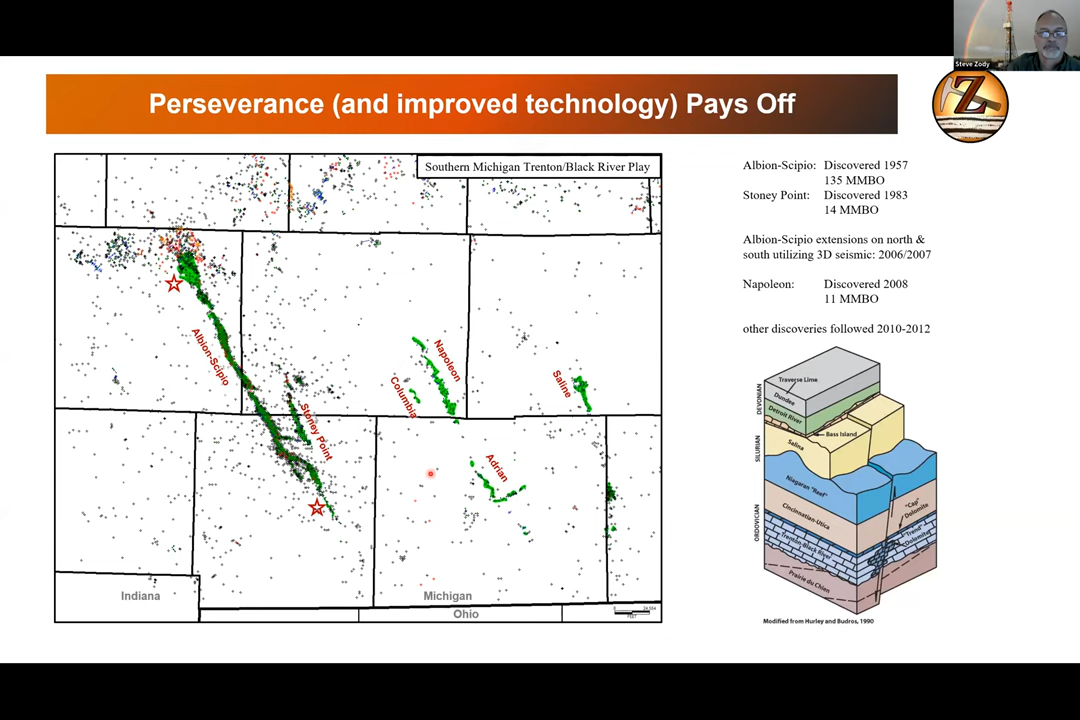 Steve Zody
Perseverance (and improved technology) Pays Off
Z
Southern Michigan Trenton/Black River Play
Albion-Scipio
Stoney Point
Columbia
Napoleon
Saline
Adrian
Indiana
Michigan
Ohio
0
FEET
Albion-Scipio: Discovered 1957
135 MMBO
Stoney Point: Discovered 1983
14 MMBO
Albion-Scipio extensions on north &
south utilizing 3D seismic: 2006/2007
Napoleon: Discovered 2008
11 MMBO
other discoveries followed 2010-2012
DEVONIAN
SILURIAN
ORDOVICIAN
Traverse Lime
Dundee
Detroit River
Bass Island
Salina
Niagaran "Reef"
Cincinnatian-Utica
"Cap"
Dolomite
Trenton-Black River
"Trend"
Dolomite
Prairie du Chien
Modified from Hurley and Budros, 1990